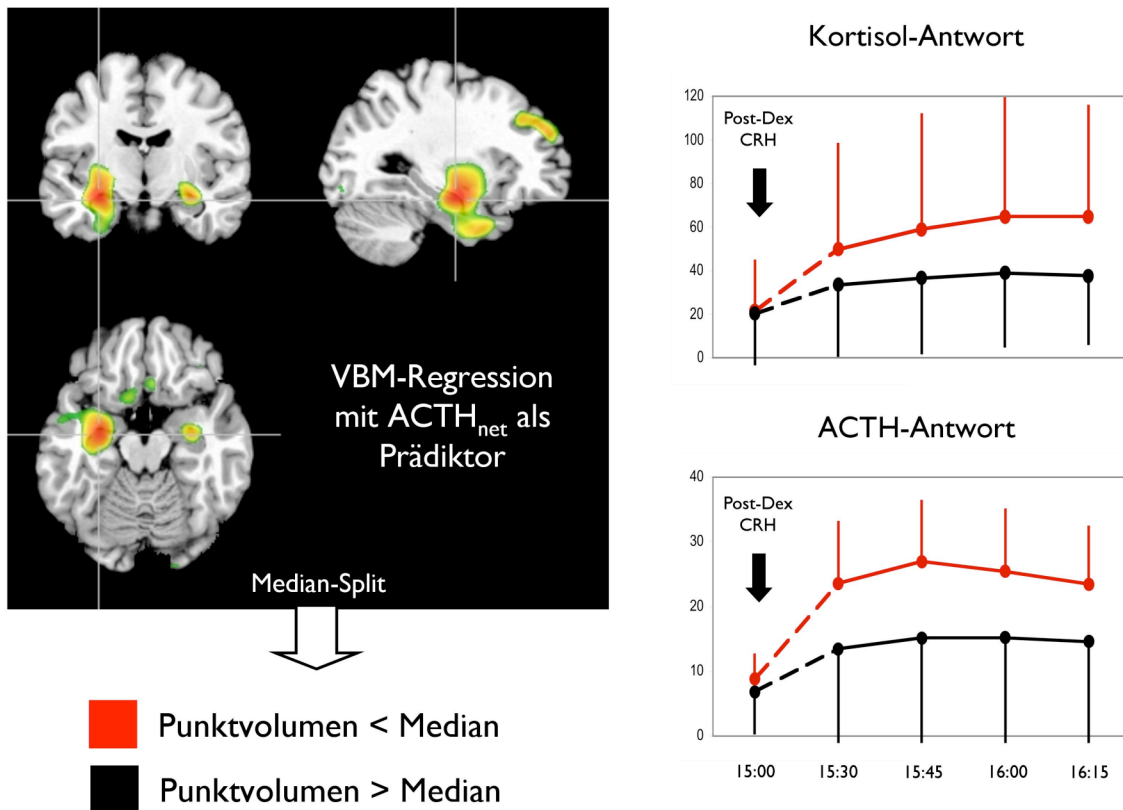 VBM-Regression
mit ACTHnet als
Prädiktor
Median-Split
Punktvolumen < Median
Punktvolumen > Median
Kortisol-Antwort
120
100
80
60
40
20
0
Post-Dex
CRH
ACTH-Antwort
40
30
20
10
0
Post-Dex
CRH
15:00 15:30 15:45 16:00 16:15